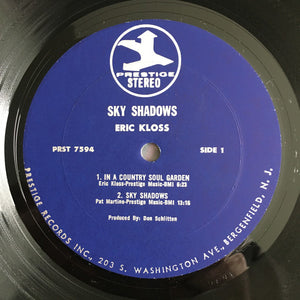 PRESTIGE
STEREO
SKY SHADOWS
ERIC KLOSS
PRST 7594 SIDE 1
1. IN A COUNTRY SOUL GARDEN
Eric Kloss-Prestige Music-BMI 6:23
2. SKY SHADOWS
Pat Martino-Prestige Music-BMI 13:16
Produced By: Don Schlitten
PRESTIGE RECORDS INC., 203 S. WASHINGTON AVE., BERGENFIELD, N. J.